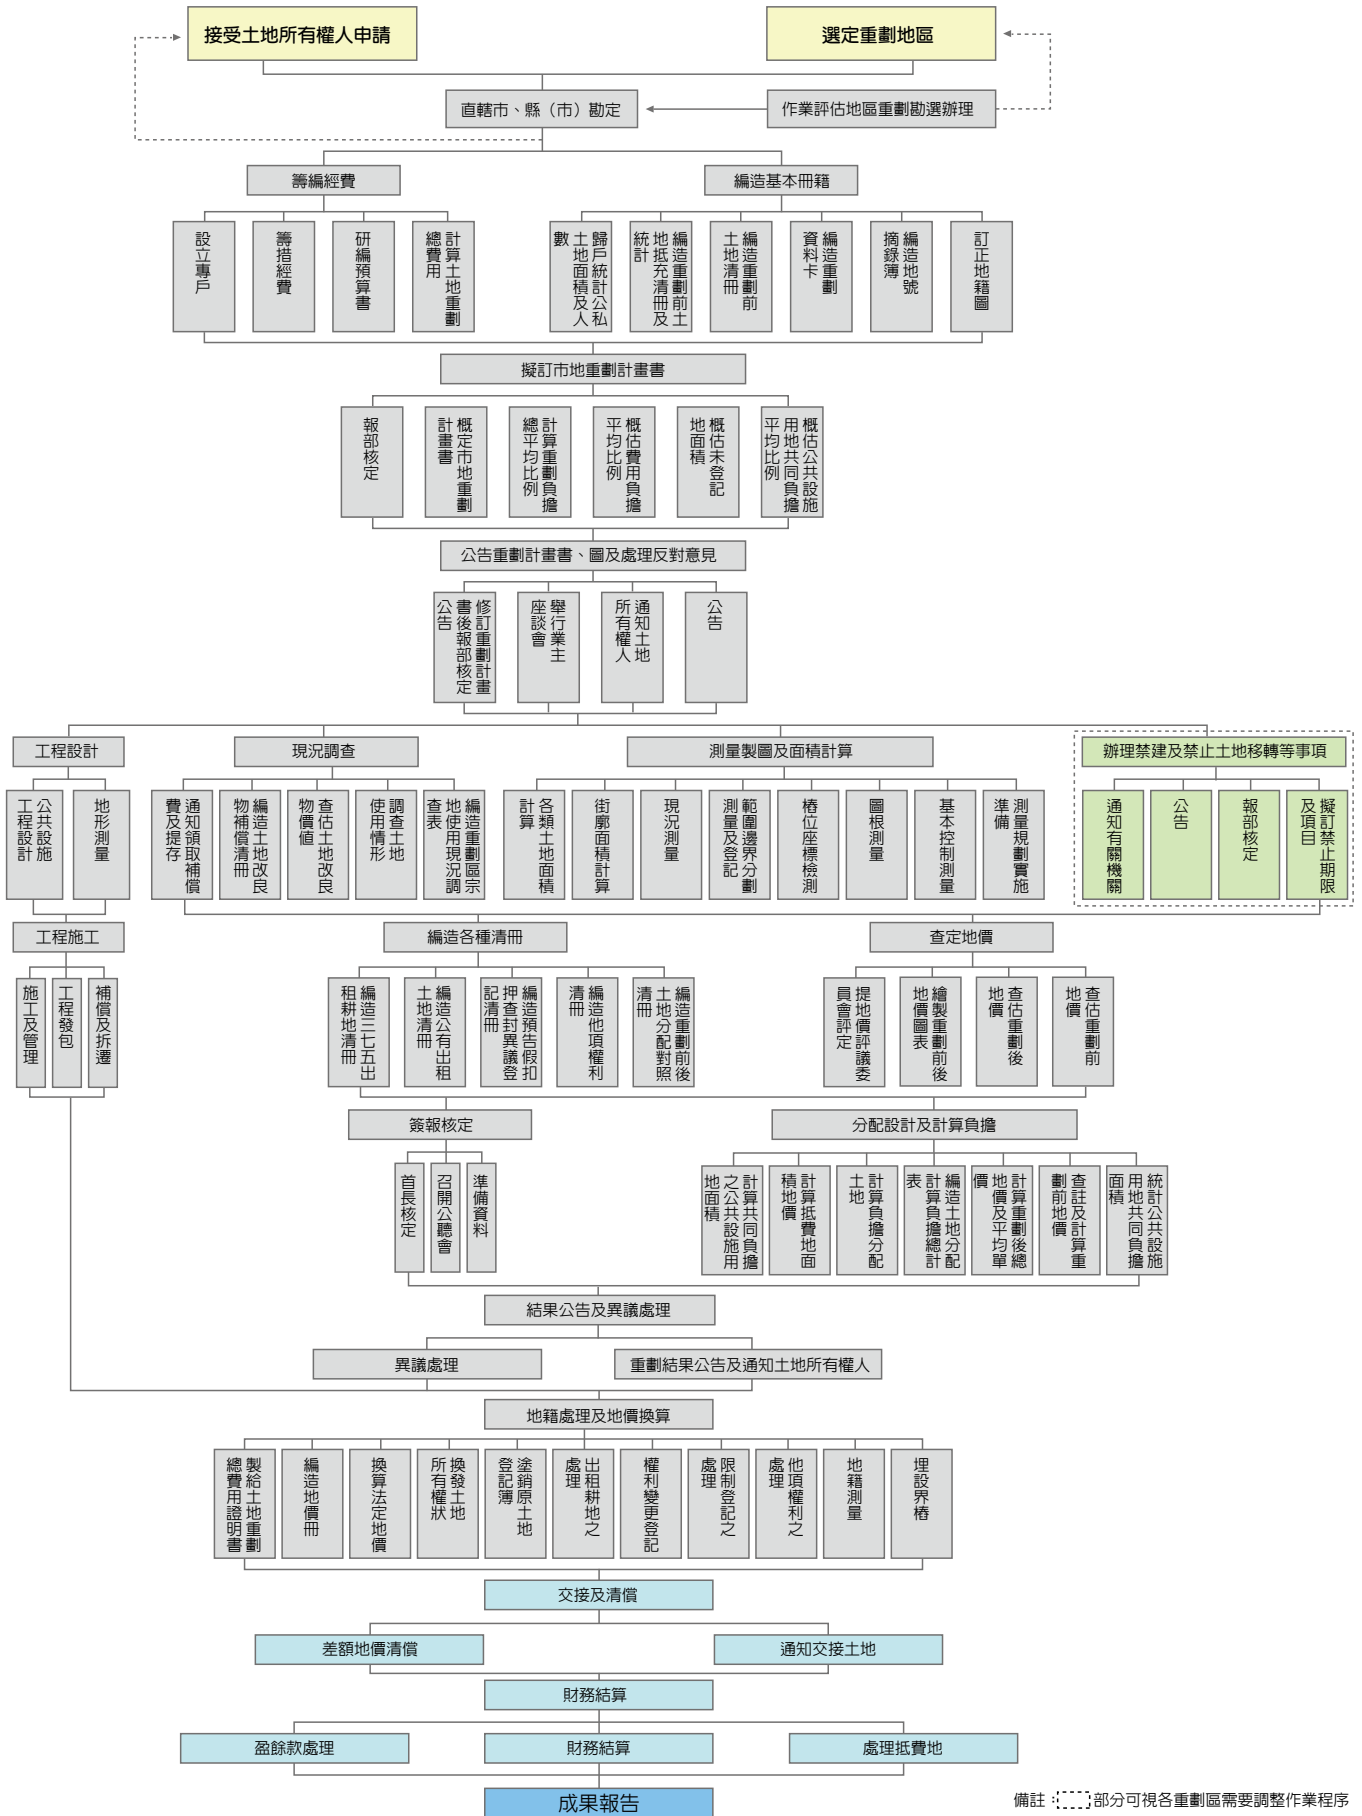 接受土地所有權人申請
選定重劃地區
直轄市、縣（市）勘定
作業評估地區重劃勘選辦理
籌編經費
編造基本冊籍
設立專戶
籌措經費
研編預算書
計算土地重劃
總費用
歸戶統計公私
土地面積及人
數
編造重劃前土
地抵充清冊及
統計
編造重劃前
土地清冊
編造重劃
資料卡
編造地號
摘錄簿
訂正地籍圖
擬訂市地重劃計畫書
報部核定
概定市地重劃
計畫書
計算重劃負擔
總平均比例
概估費用負擔
平均比例
概估未登記
地面積
概估公共設施
用地共同負擔
平均比例
公告重劃計畫書、圖及處理反對意見
修訂重劃計畫
書後報部核定
公告
舉行業主
座談會
通知土地
所有權人
公告
工程設計
現況調查
測量製圖及面積計算
辦理禁建及禁止土地移轉等事項
公共設施
工程設計
地形測量
通知領取補償
費及提存
編造土地改良
物補償清冊
查估土地改良
物價值
調查土地
使用情形
編造重劃區宗
地使用現況調
查表
各類土地面積
計算
街廓面積計算
現況測量
範圍邊界分劃
測量及登記
樁位座標檢測
圖根測量
基本控制測量
測量規劃實施
準備
通知有關機關
公告
報部核定
擬訂禁止期限
及項目
工程施工
編造各種清冊
查定地價
施工及管理
工程發包
補償及拆遷
編造三七五出
租耕地清冊
編造公有出租
土地清冊
編造預告假扣
押查封異議登
記清冊
編造他項權利
清冊
編造重劃前後
土地分配對照
清冊
提地價評議委
員會評定
繪製重劃前後
地價圖表
查估重劃後
地價
查估重劃前
地價
簽報核定
分配設計及計算負擔
首長核定
召開公聽會
準備資料
計算共同負擔
之公共設施用
地面積
計算抵費地面
積地價
計算負擔分配
土地
編造土地分配
計算負擔總計
表
計算重劃後總
地價及平均單
價
查註及計算重
劃前地價
統計公共設施
用地共同負擔
面積
結果公告及異議處理
異議處理
重劃結果公告及通知土地所有權人
地籍處理及地價換算
製給土地重劃
總費用證明書
編造地價冊
換算法定地價
換發土地
所有權狀
塗銷原土地
登記簿
出租耕地之
處理
權利變更登記
限制登記之
處理
他項權利之
處理
地籍測量
埋設界樁
交接及清償
差額地價清償
通知交接土地
財務結算
盈餘款處理
財務結算
處理抵費地
成果報告
備註：部分可視各重劃區需要調整作業程序